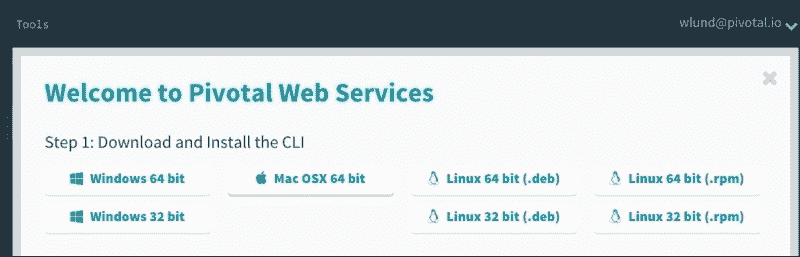 Tools
wlund@pivotal.io
Welcome to Pivotal Web Services
Step 1: Download and Install the CLI
Windows 64 bit Mac OSX 64 bit Linux 64 bit (.deb) Linux 64 bit (.rpm)
Windows 32 bit Linux 32 bit (.deb) Linux 32 bit (.rpm)